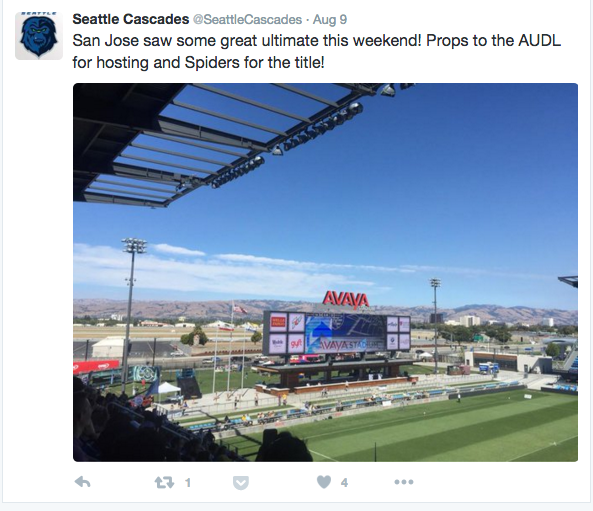 SEATTLE
Seattle Cascades @SeattleCascades · Aug 9
San Jose saw some great ultimate this weekend! Props to the AUDL
for hosting and Spiders for the title!
AVAYA
AVAYA STADIUM
1
4